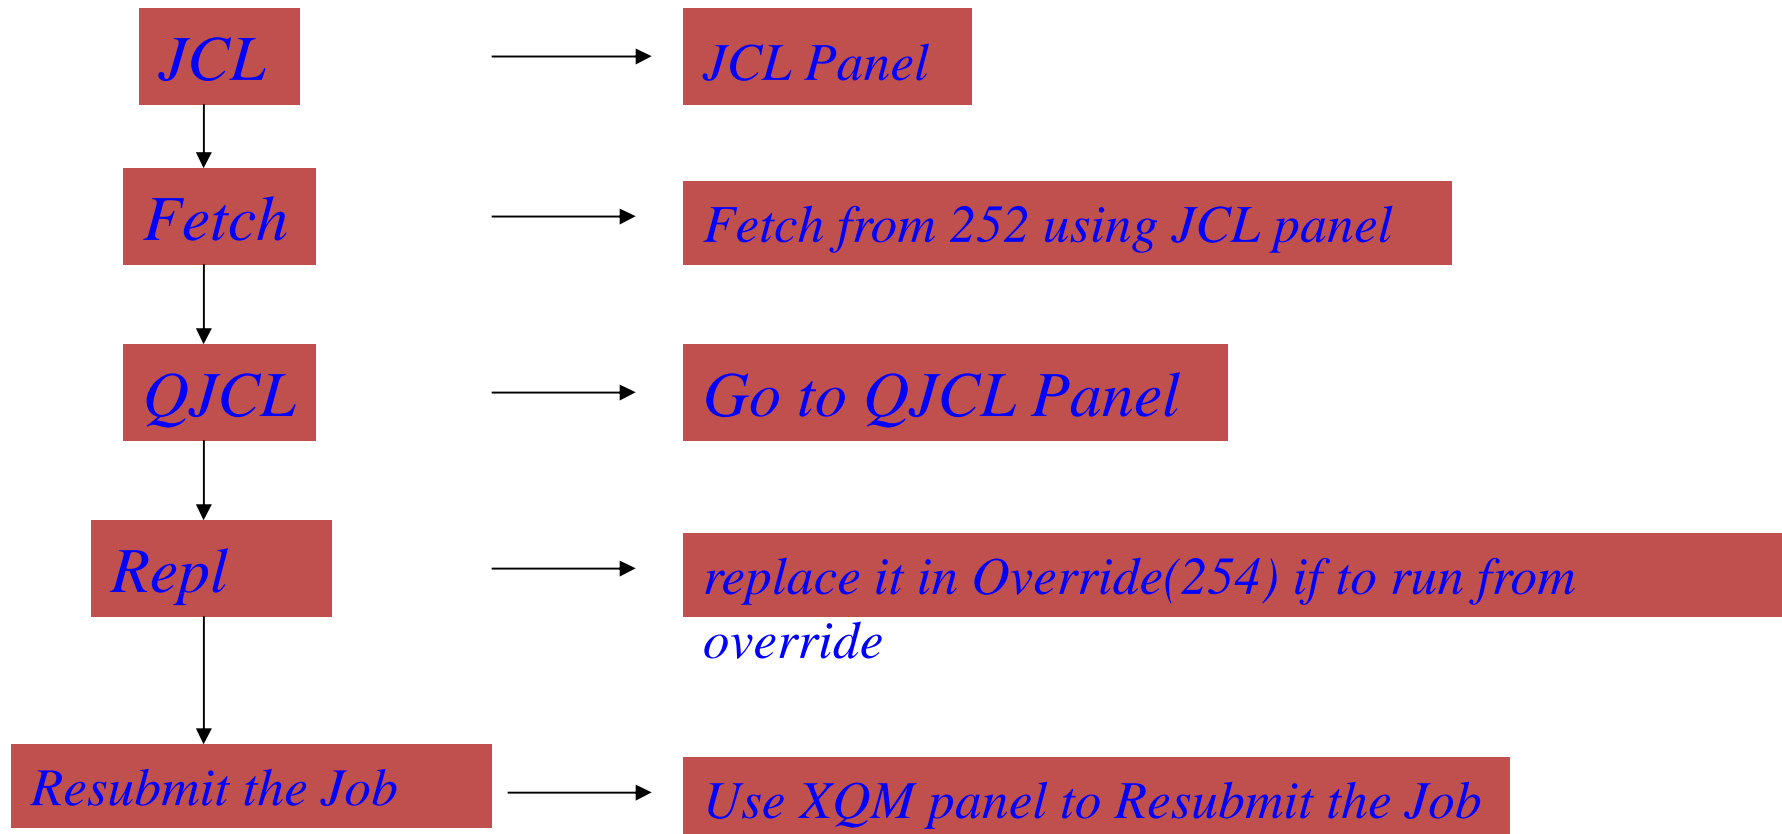 JCL
JCL Panel
Fetch
Fetch from 252 using JCL panel
QJCL
Go to QJCL Panel
Repl
replace it in Override(254) if to run from
override
Resubmit the Job
Use XQM panel to Resubmit the Job